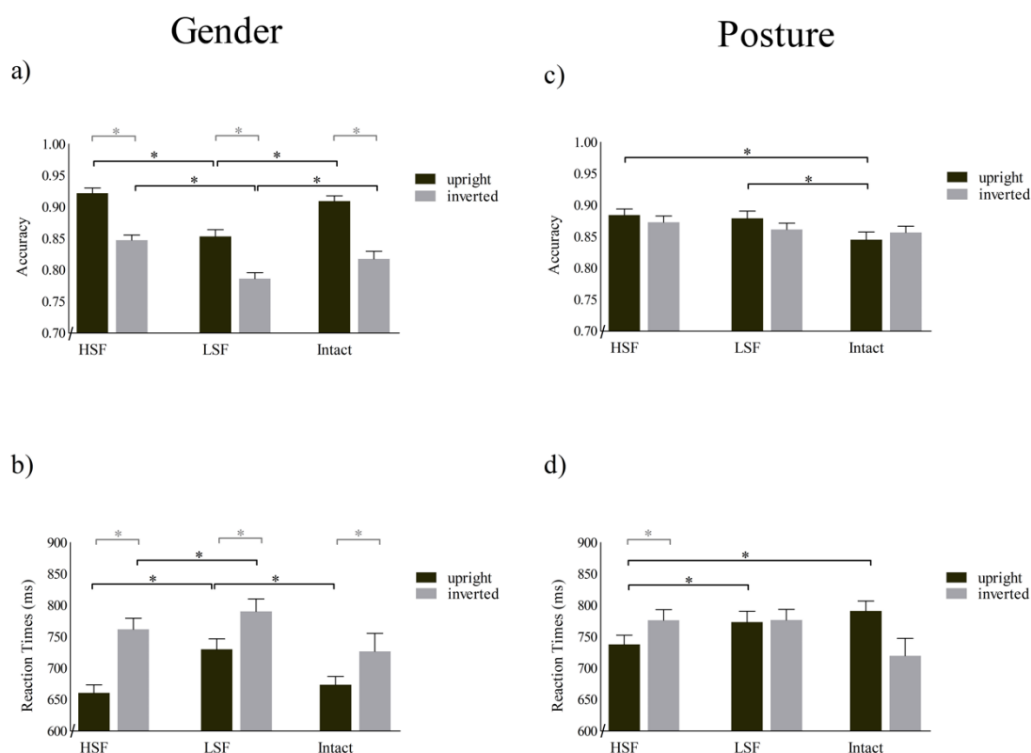 Gender
a)
* * *
* *
* *
Accuracy
1.00
0.95
0.90
0.85
0.80
0.75
0.70
HSF LSF Intact
upright
inverted
b)
* * *
*
* *
Reaction Times (ms)
900
850
800
750
700
650
600
HSF LSF Intact
upright
inverted
Posture
c)
*
*
Accuracy
1.00
0.95
0.90
0.85
0.80
0.75
0.70
HSF LSF Intact
upright
inverted
d)
*
*
*
Reaction Times (ms)
900
850
800
750
700
650
600
HSF LSF Intact
upright
inverted